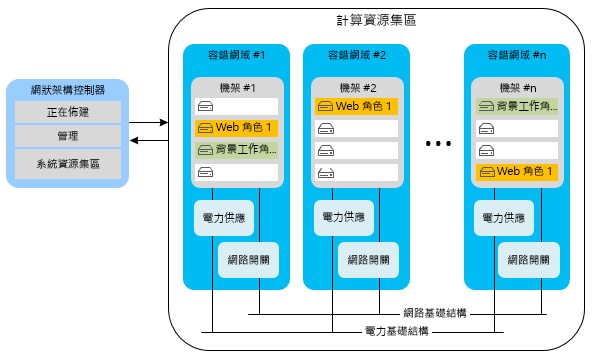 計算資源集區
網狀架構控制器
正在佈建
管理
系統資源集區
容錯網域 #1
機架 #1
Web 角色 1
背景工作角...
電力供應
網路開關
容錯網域 #2
機架 #2
Web 角色 1
電力供應
網路開關
容錯網域 #n
機架 #n
背景工作角...
Web 角色 1
電力供應
網路開關
網路基礎結構
電力基礎結構